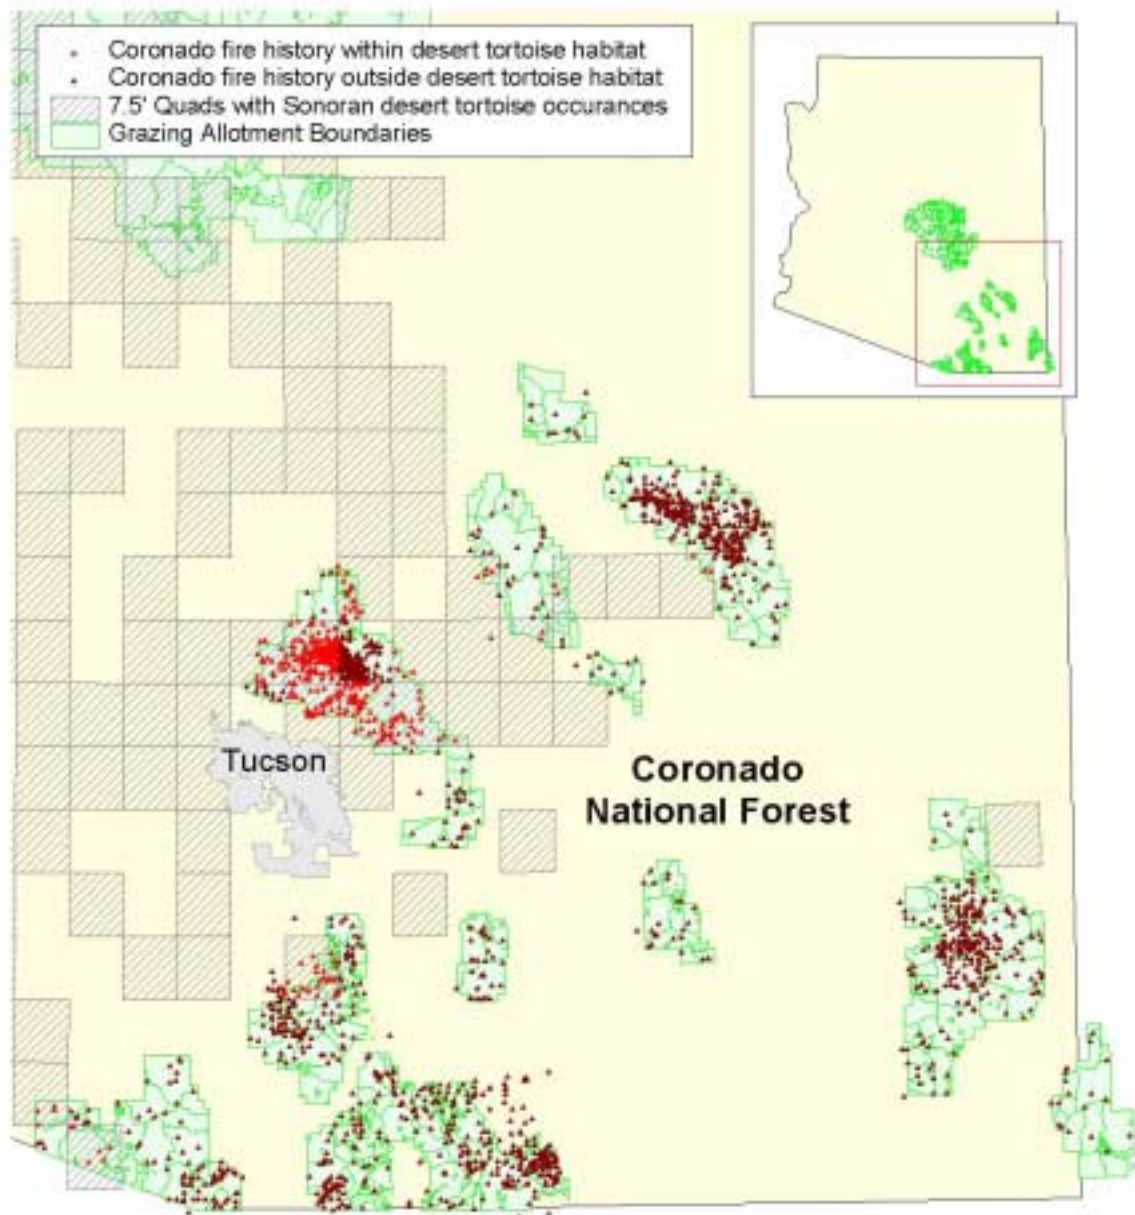 Coronado fire history within desert tortoise habitat
Coronado fire history outside desert tortoise habitat
7.5' Quads with Sonoran desert tortoise occurances
Grazing Allotment Boundaries
Tucson
Coronado
National Forest